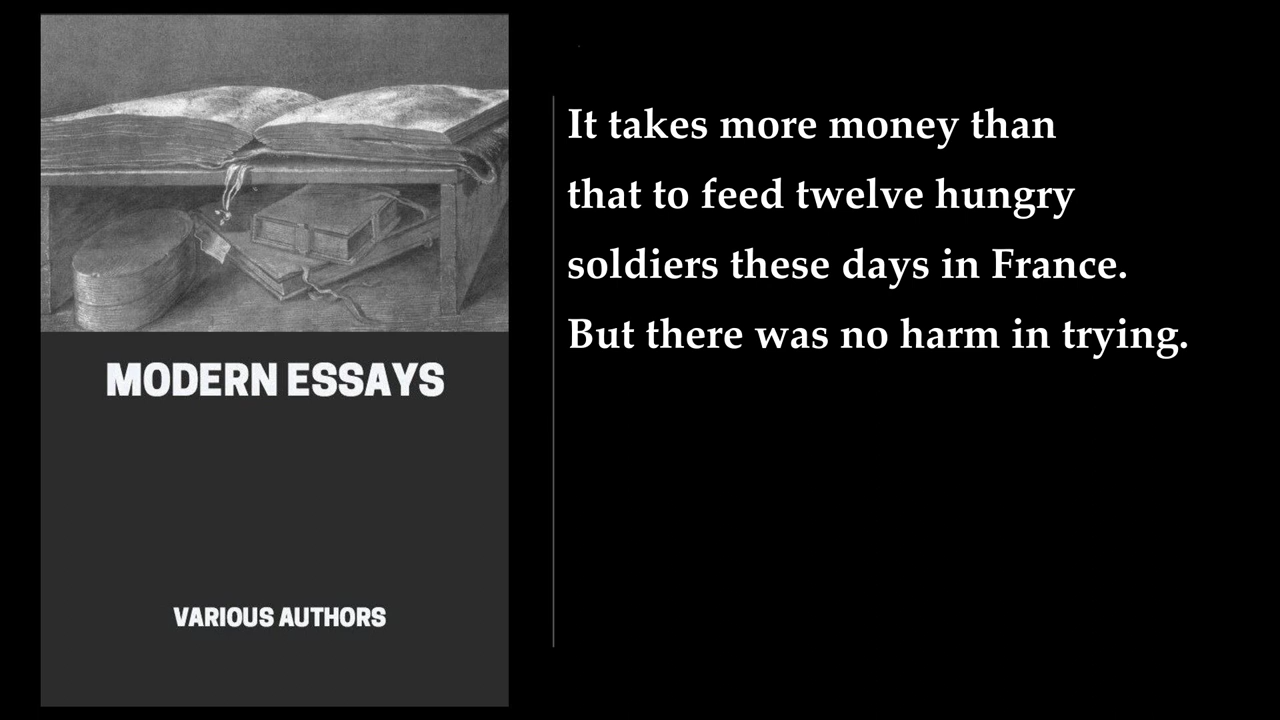 MODERN ESSAYS
VARIOUS AUTHORS
It takes more money than
that to feed twelve hungry
soldiers these days in France.
But there was no harm in trying.